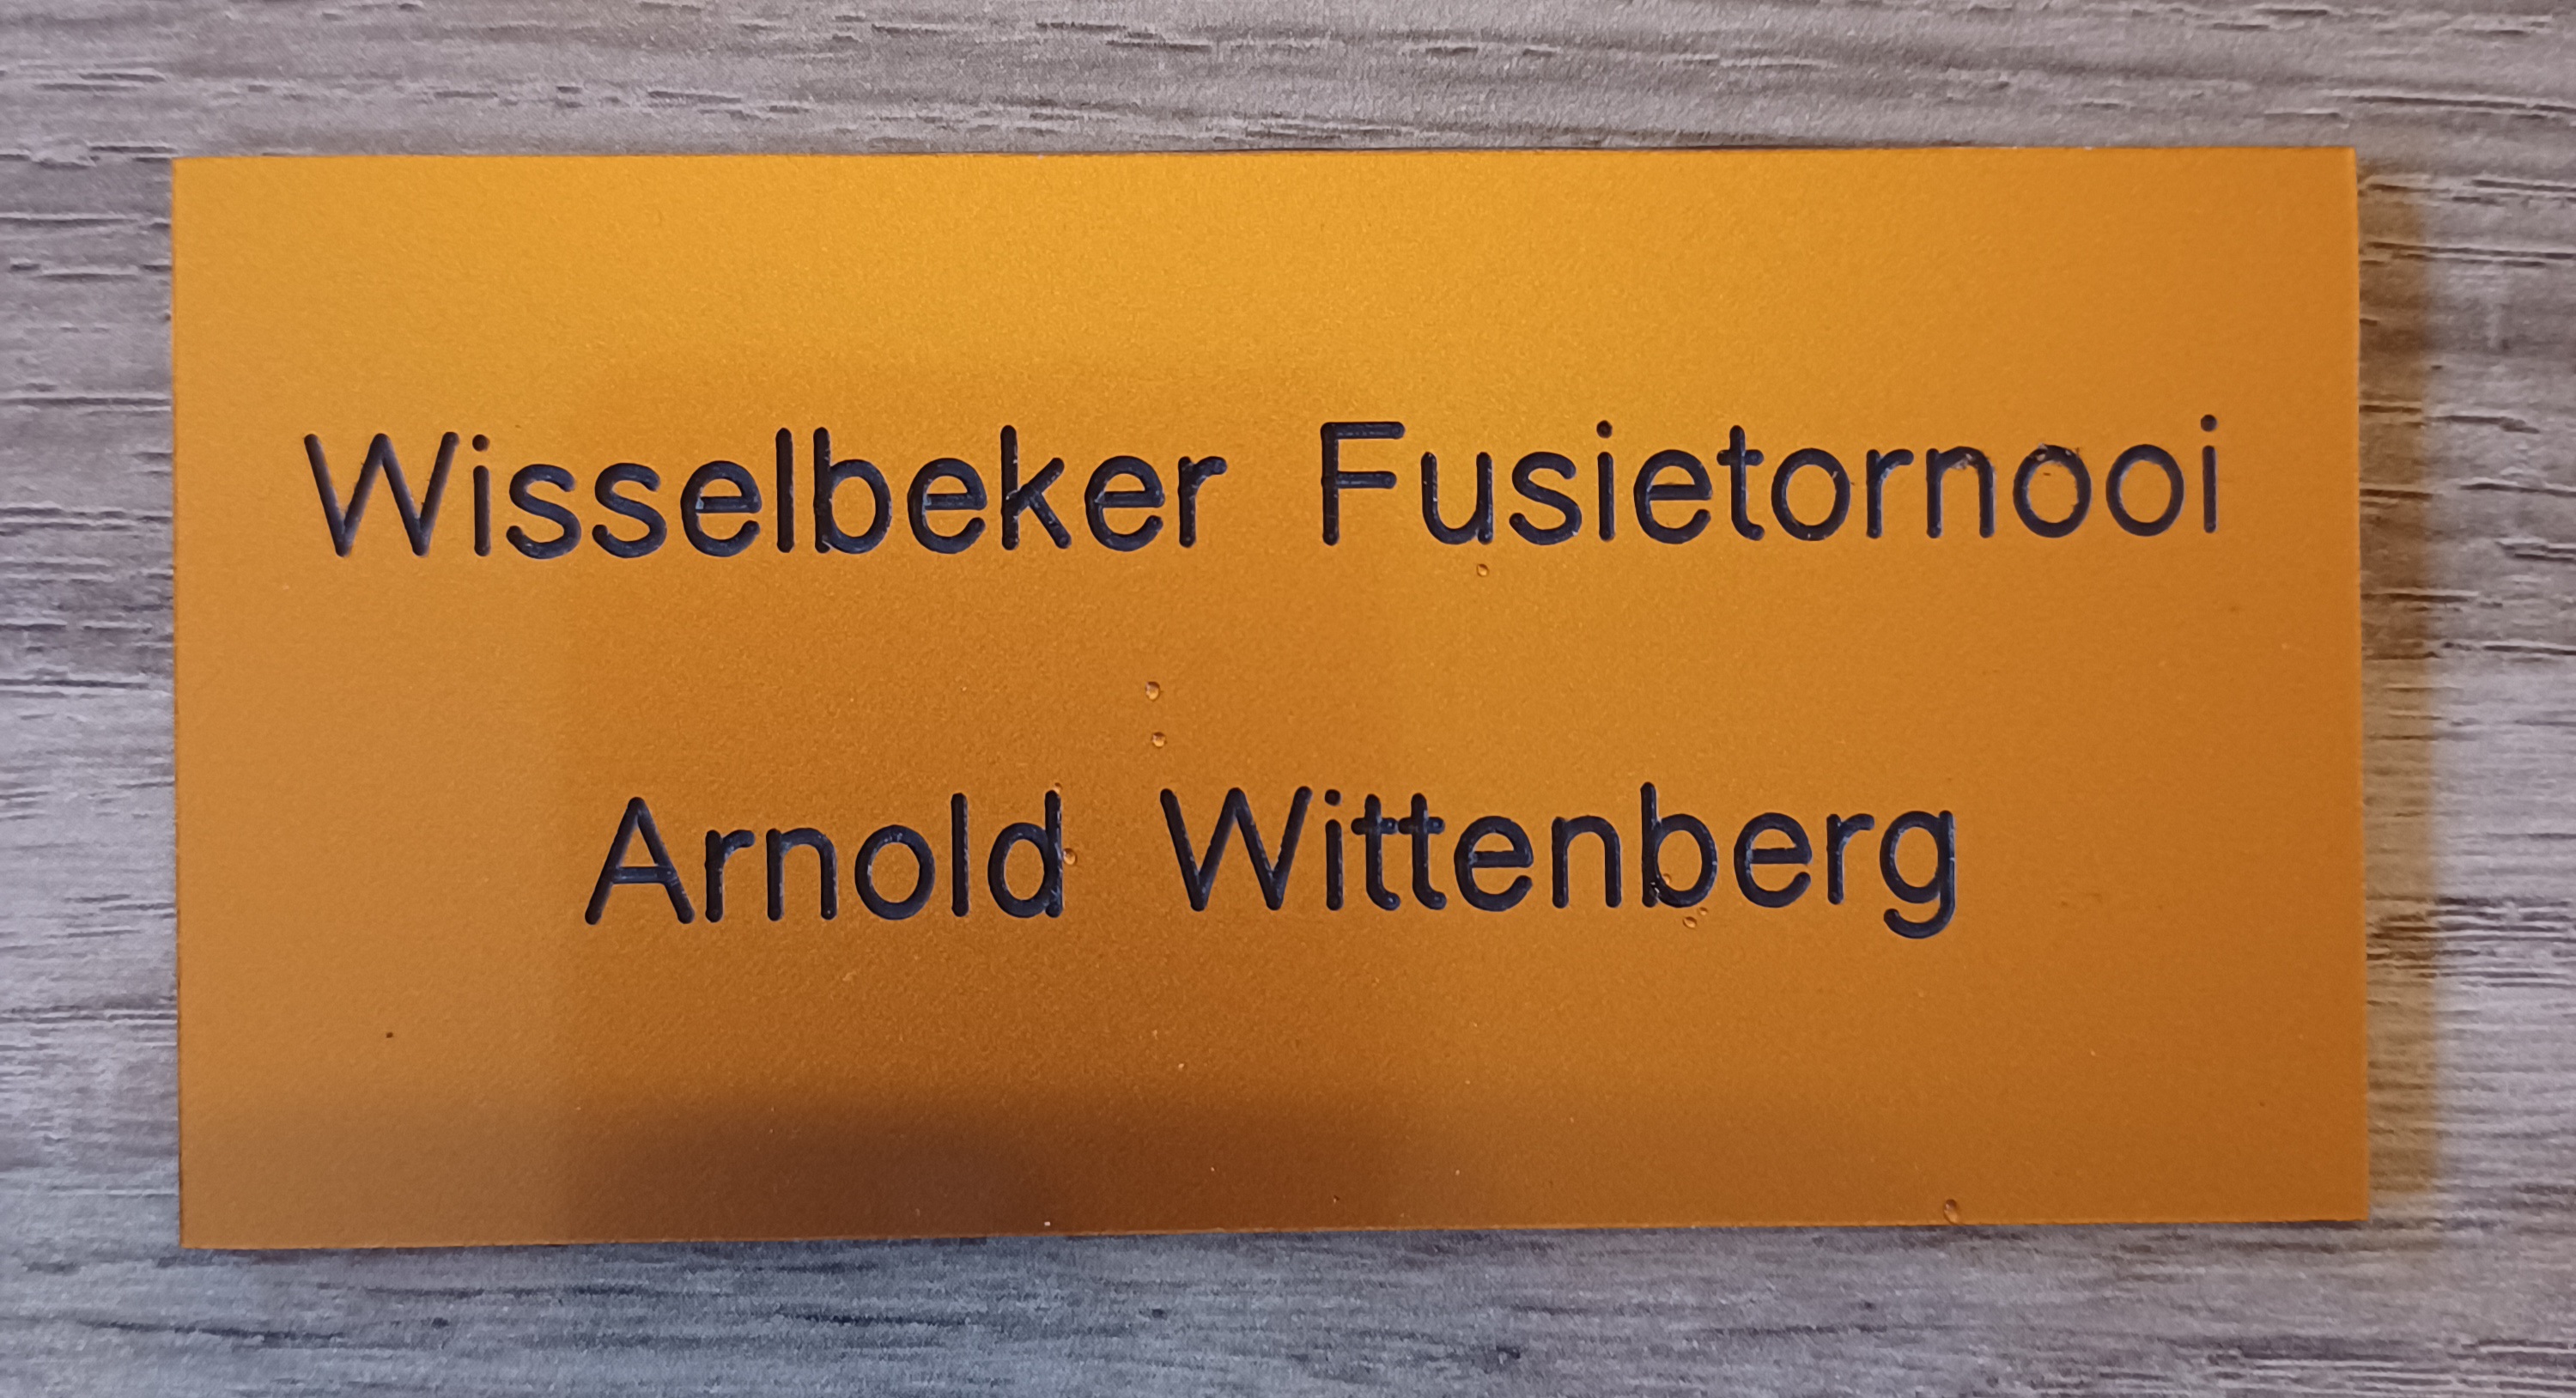 Wisselbeker Fusietornooi
Arnold Wittenberg